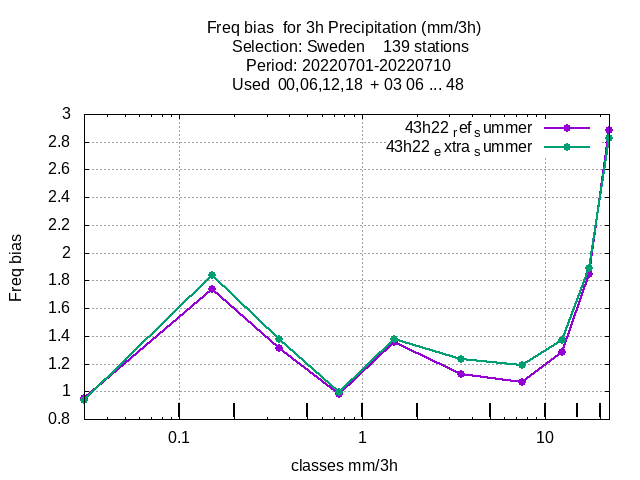 Freq bias  for 3h Precipitation (mm/3h)
Selection: Sweden    139 stations
Period: 20220701-20220710
Used  00,06,12,18  + 03 06 ... 48
43h22 ref summer
43h22 extra summer
Freq bias
3
2.8
2.6
2.4
2.2
2
1.8
1.6
1.4
1.2
1
0.8
0.1 1 10
classes mm/3h